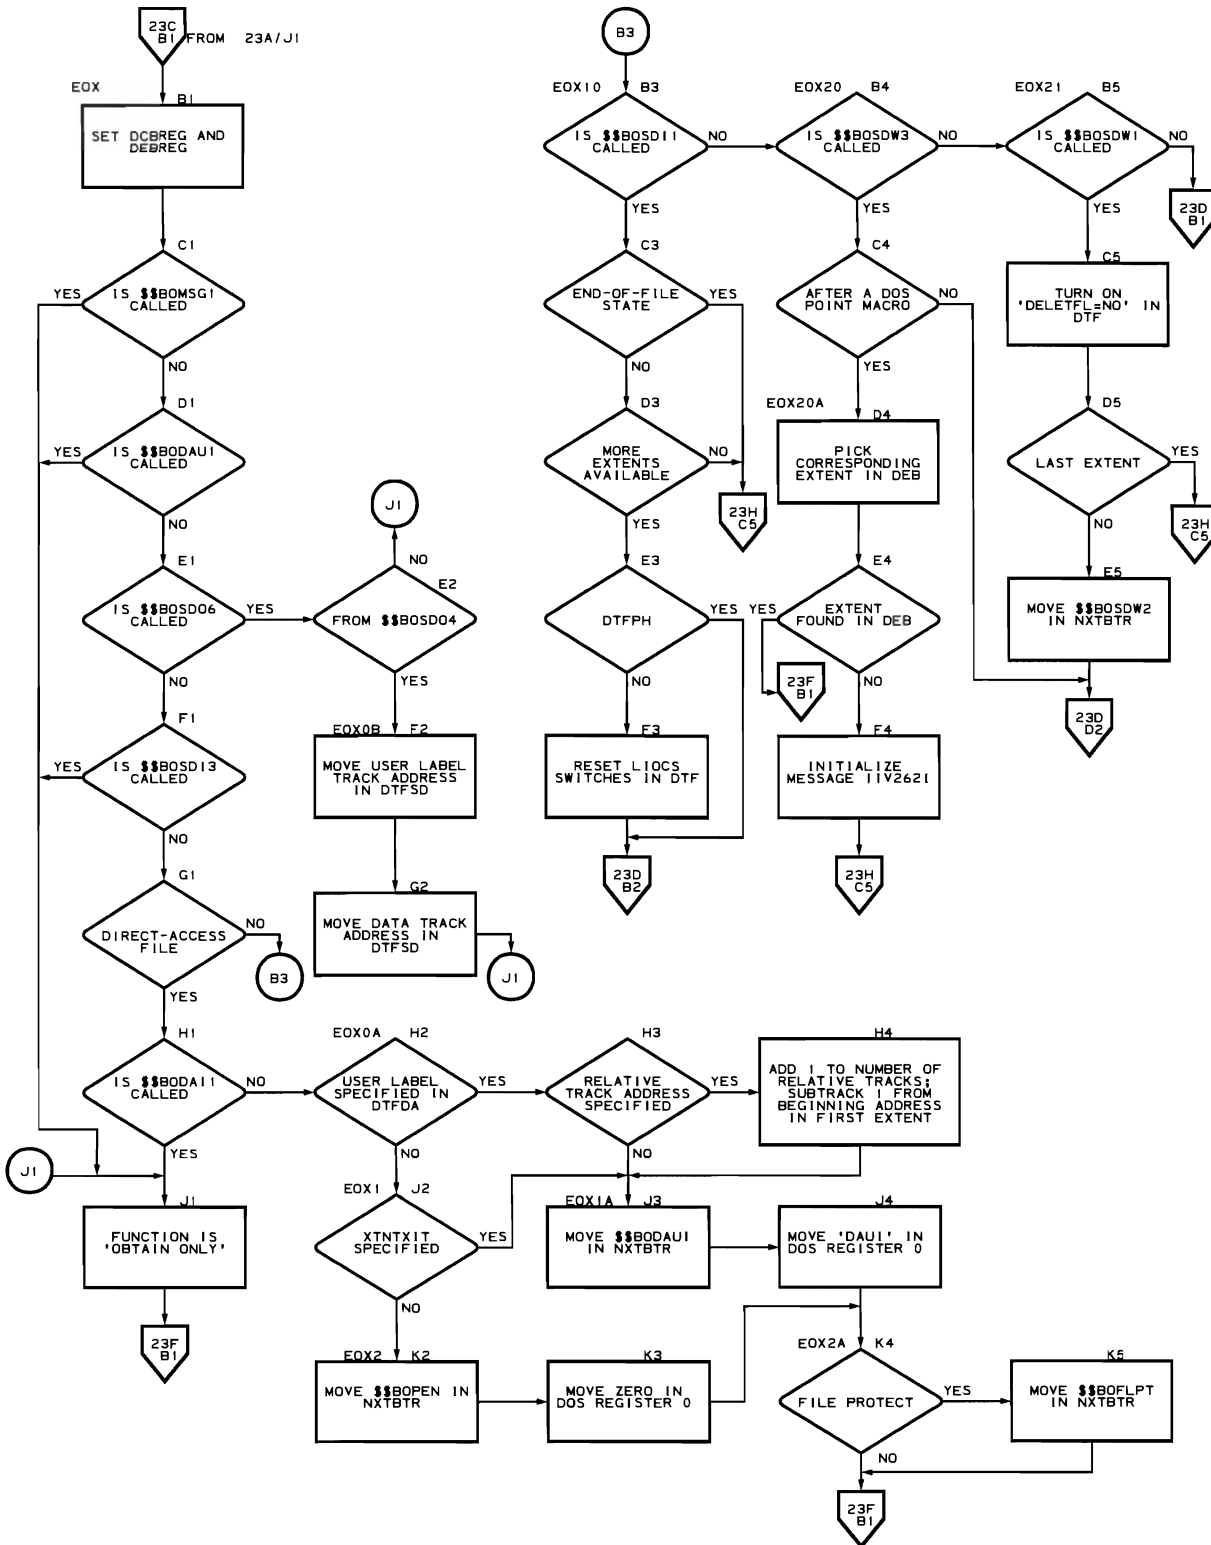 23C
B1 FROM 23A/J1
EOX
B1
SET DCBREG AND
DEBREG
C1
IS $$BOMSG1
CALLED
YES
NO
D1
IS $$BODAU1
CALLED
YES
NO
E1
IS $$BOSDO6
CALLED
YES
NO
J1
NO
E2
FROM $$BOSDO4
YES
EOX0B
F2
MOVE USER LABEL
TRACK ADDRESS
IN DTFSD
G2
MOVE DATA TRACK
ADDRESS IN
DTFSD
J1
F1
IS $$BOSDI3
CALLED
YES
NO
G1
DIRECT-ACCESS
FILE
NO
B3
YES
H1
IS $$BODAI1
CALLED
NO
YES
J1
J1
FUNCTION IS
'OBTAIN ONLY'
23F
B1
EOX0A
H2
USER LABEL
SPECIFIED IN
DTFDA
YES
NO
H3
RELATIVE
TRACK ADDRESS
SPECIFIED
YES
NO
H4
ADD 1 TO NUMBER OF
RELATIVE TRACKS;
SUBTRACK 1 FROM
BEGINNING ADDRESS
IN FIRST EXTENT
EOX1
J2
XTNTXIT
SPECIFIED
YES
NO
EOX1A
J3
MOVE $$BODAU1
IN NXTBTR
J4
MOVE 'DAU1' IN
DOS REGISTER 0
EOX2
K2
MOVE $$BOPEN IN
NXTBTR
K3
MOVE ZERO IN
DOS REGISTER 0
EOX2A
K4
FILE PROTECT
YES
NO
K5
MOVE $$BOFLPT
IN NXTBTR
23F
B1
B3
EOX10
B3
IS $$BOSDI1
CALLED
NO
YES
C3
END-OF-FILE
STATE
YES
NO
D3
MORE
EXTENTS
AVAILABLE
NO
YES
23H
C5
E3
DTFPH
YES
NO
F3
RESET LIOCS
SWITCHES IN DTF
23D
B2
EOX20
B4
IS $$BOSDW3
CALLED
NO
YES
C4
AFTER A DOS
POINT MACRO
NO
YES
EOX20A
D4
PICK
CORRESPONDING
EXTENT IN DEB
E4
EXTENT
FOUND IN DEB
YES
NO
23F
B1
F4
INITIALIZE
MESSAGE IIV262I
23H
C5
EOX21
B5
IS $$BOSDW1
CALLED
NO
YES
23D
B1
C5
TURN ON
'DELETFL=NO' IN
DTF
D5
LAST EXTENT
YES
NO
23H
C5
E5
MOVE $$BOSDW2
IN NXTBTR
23D
D2